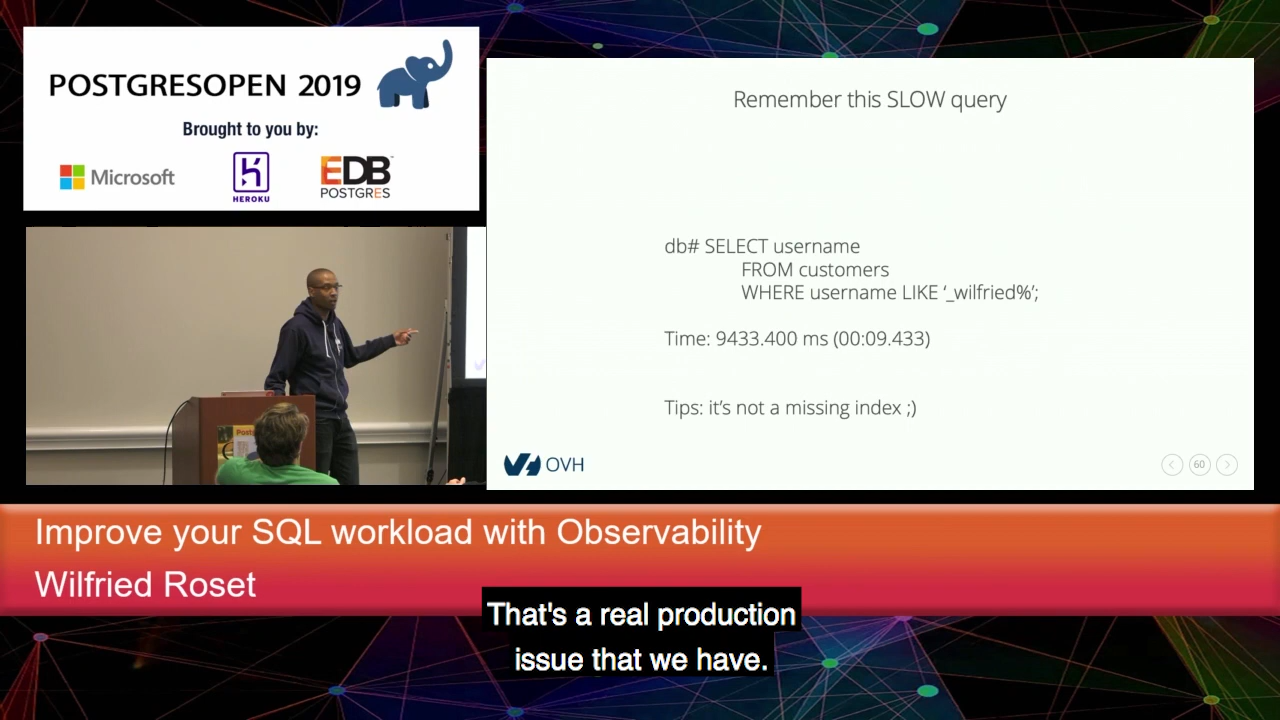 POSTGRESOPEN 2019
Brought to you by:
Microsoft
HEROKU
EDB
POSTGRES
Remember this SLOW query
db# SELECT username
FROM customers
WHERE username LIKE ‘_wilfried%’;
Time: 9433.400 ms (00:09.433)
Tips: it’s not a missing index ;)
OVH
60
Improve your SQL workload with Observability
Wilfried Roset
That's a real production
issue that we have.